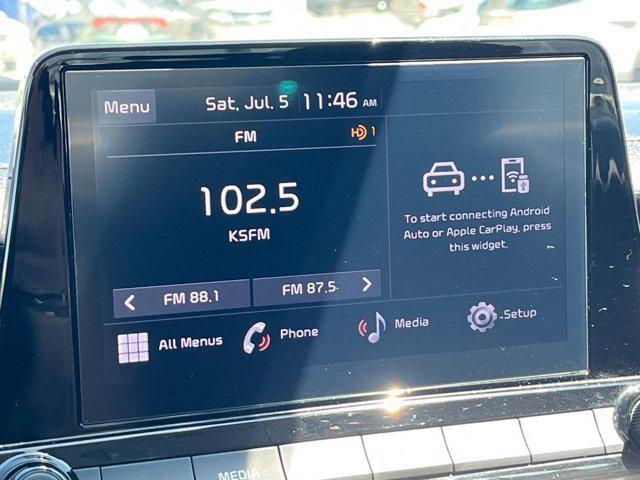 Menu
Sat, Jul. 5 11:46 AM
FM
HD 1
102.5
KSFM
To start connecting Android
Auto or Apple CarPlay, press
this widget.
FM 88.1
FM 87.5
All Menus
Phone
Media
Setup
MEDIA